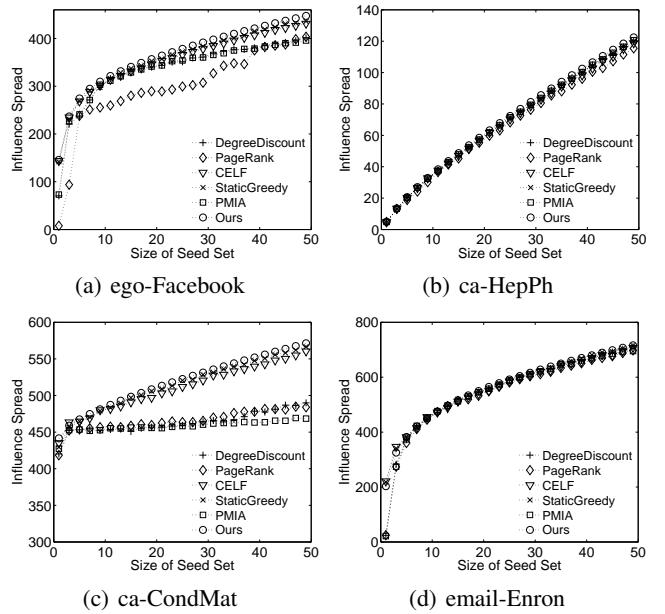 400
300
200
100
0
Influence Spread
0 10 20 30 40 50
Size of Seed Set
DegreeDiscount
PageRank
CELF
StaticGreedy
PMIA
Ours
(a) ego-Facebook
140
120
100
80
60
40
20
0
Influence Spread
0 10 20 30 40 50
Size of Seed Set
DegreeDiscount
PageRank
CELF
StaticGreedy
PMIA
Ours
(b) ca-HepPh
600
550
500
450
400
350
300
Influence Spread
0 10 20 30 40 50
Size of Seed Set
DegreeDiscount
PageRank
CELF
StaticGreedy
PMIA
Ours
(c) ca-CondMat
800
600
400
200
0
Influence Spread
0 10 20 30 40 50
Size of Seed Set
DegreeDiscount
PageRank
CELF
StaticGreedy
PMIA
Ours
(d) email-Enron